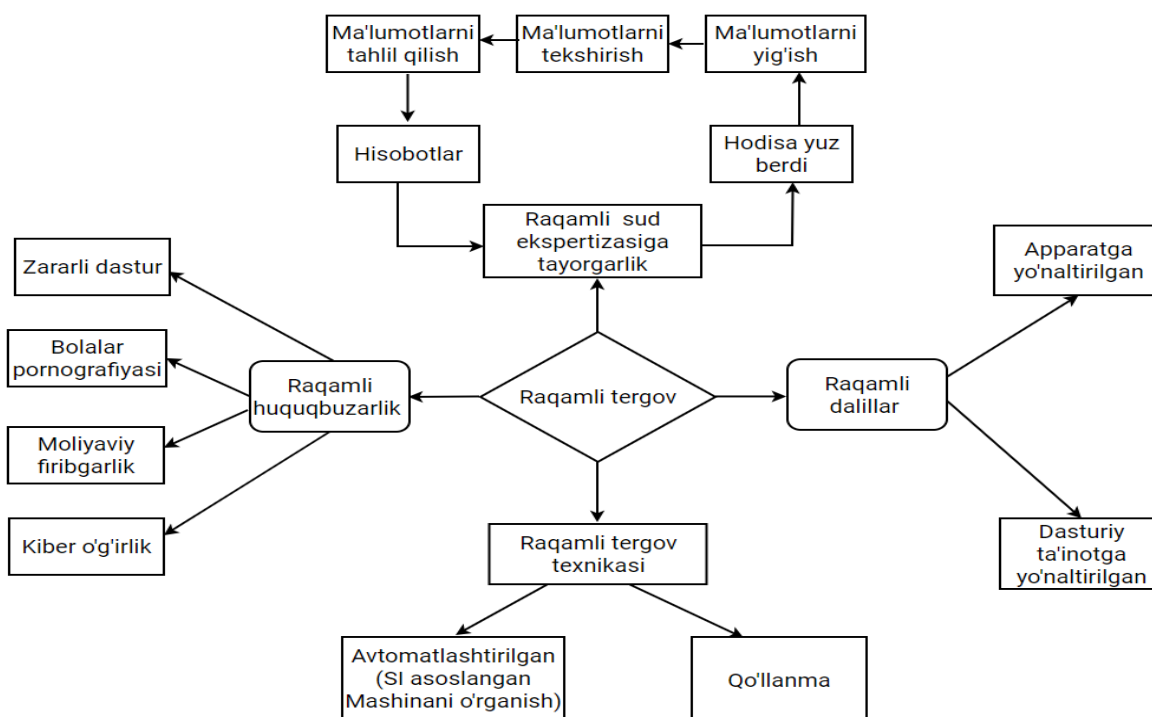 Ma'lumotlarni
tahlil qilish
Ma'lumotlarni
tekshirish
Ma'lumotlarni
yig'ish
Hisobotlar
Hodisa yuz
berdi
Raqamli sud
ekspertizasiga
tayorgarlik
Zararli dastur
Apparatga
yo'naltirilgan
Bolalar
pornografiyasi
Raqamli
huquqbuzarlik
Raqamli tergov
Raqamli
dalillar
Moliyaviy
firibgarlik
Kiber o'g'irlik
Raqamli tergov
texnikasi
Dasturiy
ta'inotga
yo'naltirilgan
Avtomatlashtirilgan
(SI asoslangan
Mashinani o'rganish)
Qo'llanma